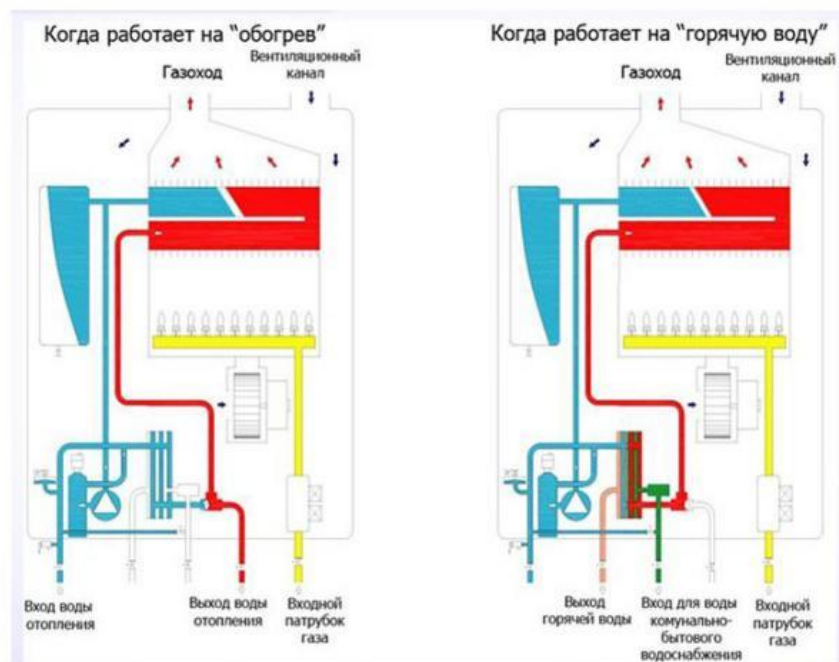 Когда работает на “обогрев”
Вентиляционный
канал
Газоход
Вход воды
отопления
Выход воды
отопления
Входной
патрубок
газа
Когда работает на “горячую воду”
Вентиляционный
канал
Газоход
Выход
горячей воды
Вход для воды
комунально-
бытового
водоснабжения
Входной
патрубок
газа